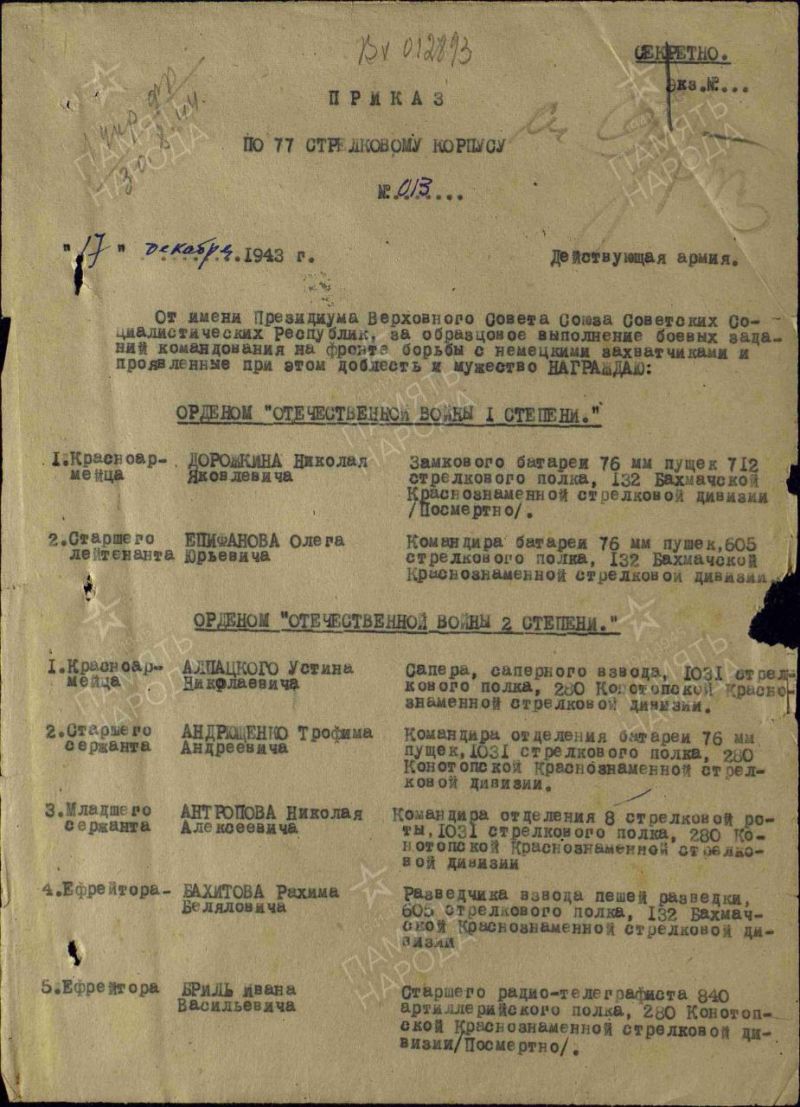 Вх 012893
СЕКРЕТНО.
Экз.№...
ПРИКАЗ
ПО 77 СТРЕЛКОВОМУ КОРПУСУ
№ 013...
"17" декабря.1943 г. Действующая армия.
От имени Президиума Верховного Совета Союза Советских Со-
циалистических Республик, за образцовое выполнение боевых зада-
ний командования на фронте борьбы с немецкими захватчиками и
проявленные при этом доблесть и мужество НАГРАЖДАЮ:
ОРДЕНОМ "ОТЕЧЕСТВЕННОЙ ВОЙНЫ I СТЕПЕНИ."
1.Красноар- ДОРОЖКИНА Николая Замкового батареи 76 мм пушек 712
мейца Яковлевича стрелкового полка, 132 Бахмачской
Краснознаменной стрелковой дивизии
/Посмертно/.
2.Старшего ЕПИФАНОВА Олега Командира батареи 76 мм пушек,605
лейтенанта Юрьевича стрелкового полка, 132 Бахмачской
Краснознаменной стрелковой дивизии.
ОРДЕНОМ "ОТЕЧЕСТВЕННОЙ ВОЙНЫ 2 СТЕПЕНИ."
1.Красноар- АЛПАЦКОГО Устина Сапера, саперного взвода, 1031 стрел-
мейца Николаевича кового полка, 280 Конотопской Красно-
знаменной стрелковой дивизии.
2.Старшего АНДРЮЩЕНКО Трофима Командира отделения батареи 76 мм
сержанта Андреевича пушек,1031 стрелкового полка, 280
Конотопской Краснознаменной стрел-
ковой дивизии.
3.Младшего АНТРОПОВА Николая Командира отделения 8 стрелковой ро-
сержанта Алексеевича ты,1031 стрелкового полка, 280 Ко-
нотопской Краснознаменной стрелко-
вой дивизии
4.Ефрейтора- БАХИТОВА Рахима Разведчика взвода пешей разведки,
Беляловича 605 стрелкового полка, 132 Бахмач-
ской Краснознаменной стрелковой ди-
визии
5.Ефрейтора БРИЛЬ Ивана Старшего радио-телеграфиста 840
Васильевича артиллерийского полка, 280 Конотоп-
ской Краснознаменной стрелковой ди-
визии/Посмертно/.
ПАМЯТЬ
НАРОДА